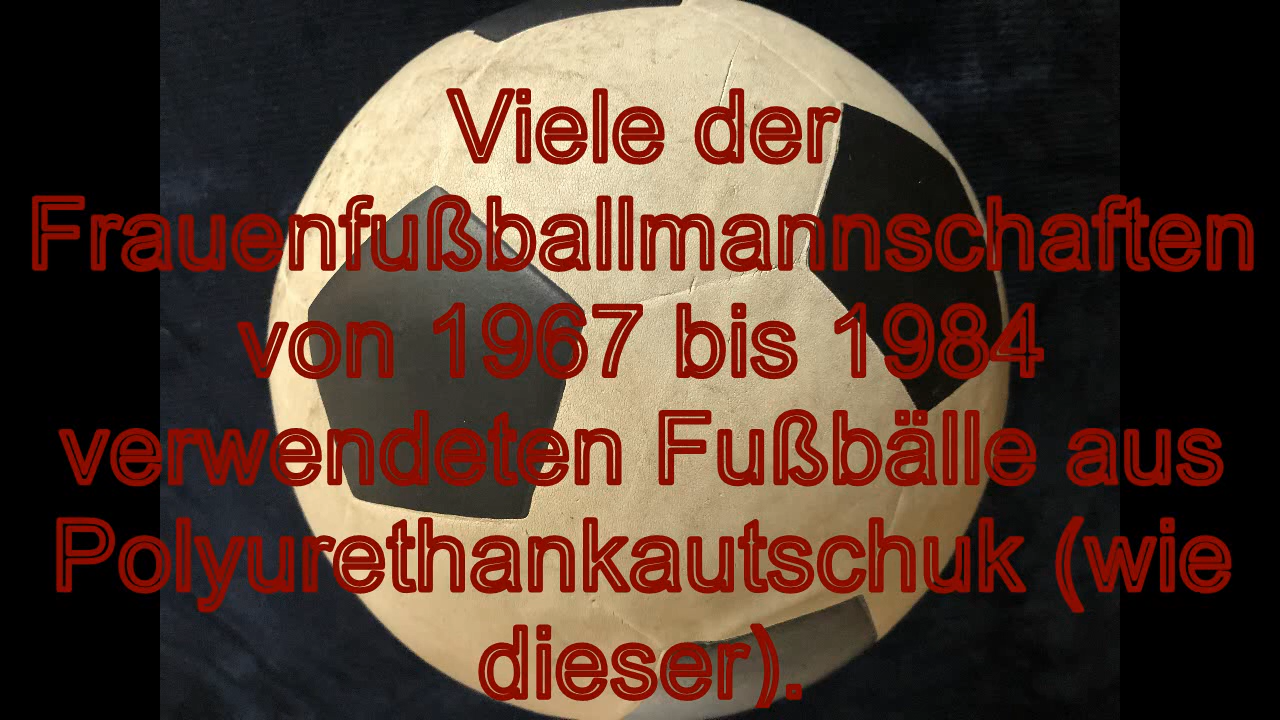 Viele der
Frauenfußballmannschaften
von 1967 bis 1984
verwendeten Fußbälle aus
Polyurethankautschuk (wie
dieser).